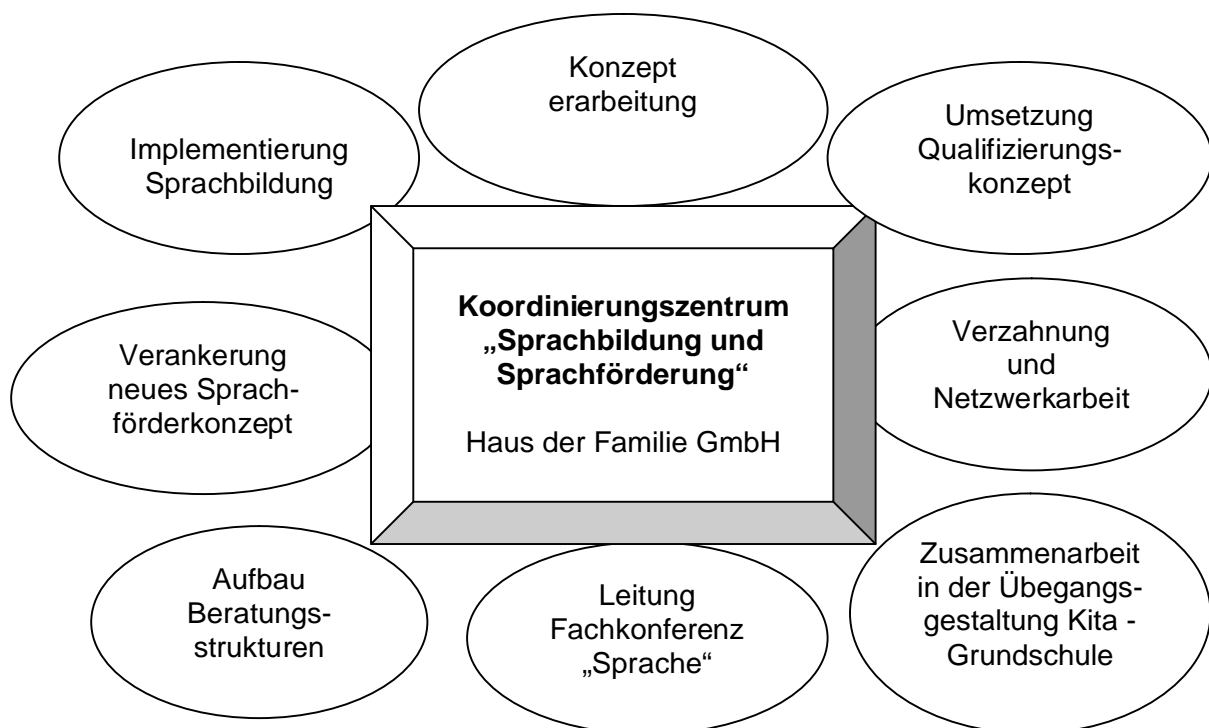 Konzept
erarbeitung
Implementierung
Sprachbildung
Umsetzung
Qualifizierungs-
konzept
Koordinierungszentrum
„Sprachbildung und
Sprachförderung“
Haus der Familie GmbH
Verankerung
neues Sprach-
förderkonzept
Verzahnung
und
Netzwerkarbeit
Aufbau
Beratungs-
strukturen
Leitung
Fachkonferenz
„Sprache“
Zusammenarbeit
in der Übegangs-
gestaltung Kita -
Grundschule